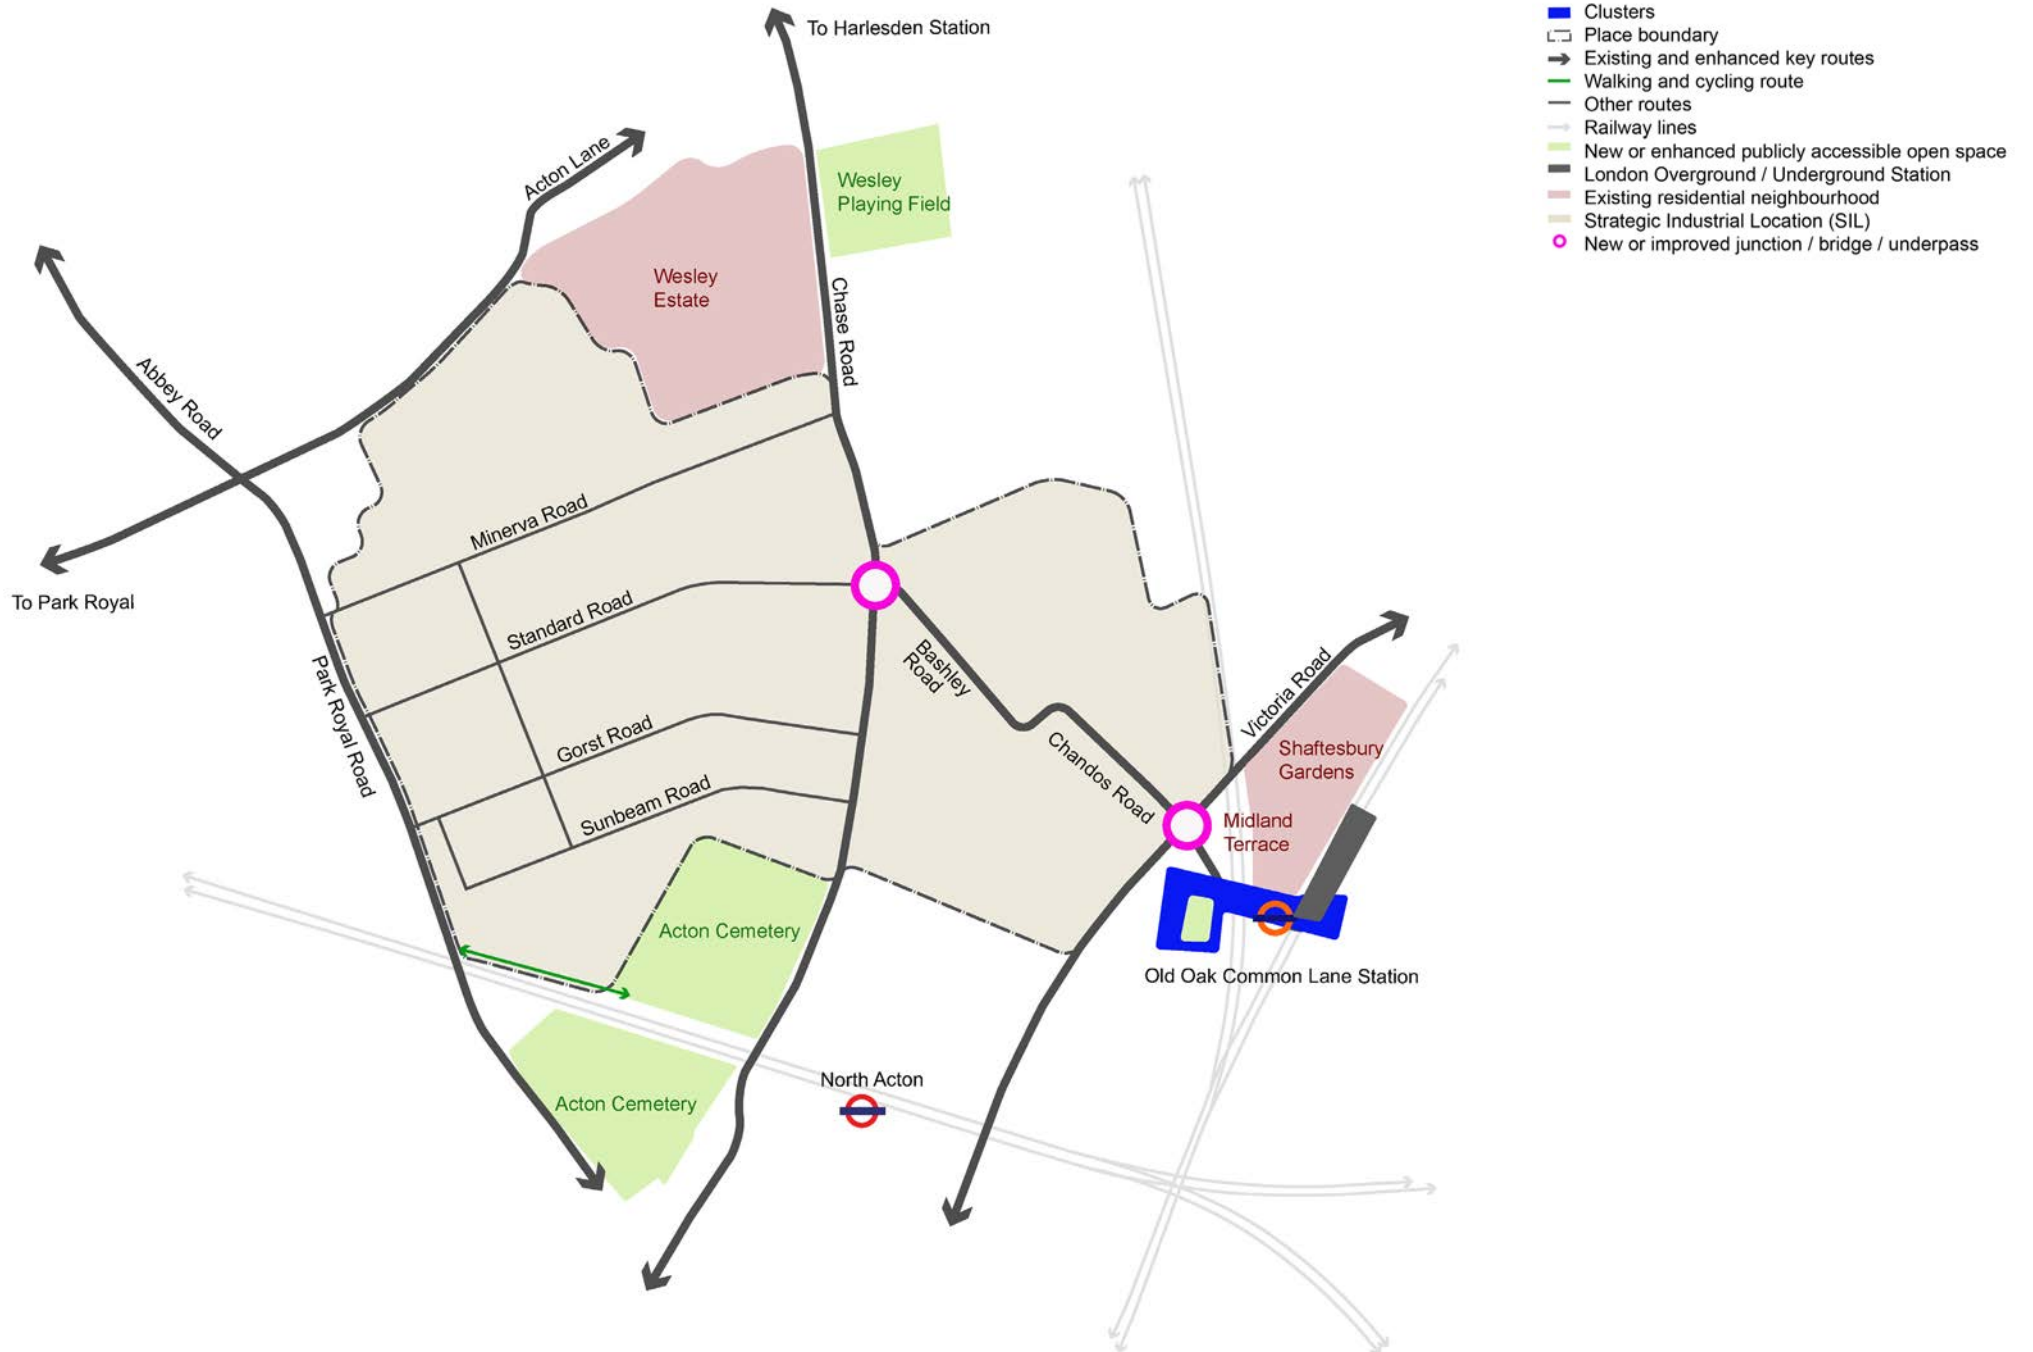 To Harlesden Station
Acton Lane
Wesley
Playing Field
Wesley
Estate
Chase Road
Abbey Road
To Park Royal
Minerva Road
Standard Road
Park Royal Road
Gorst Road
Sunbeam Road
Bashley
Road
Chandos Road
Victoria Road
Shaftesbury
Gardens
Midland
Terrace
Acton Cemetery
Old Oak Common Lane Station
North Acton
Acton Cemetery
Clusters
Place boundary
Existing and enhanced key routes
Walking and cycling route
Other routes
Railway lines
New or enhanced publicly accessible open space
London Overground / Underground Station
Existing residential neighbourhood
Strategic Industrial Location (SIL)
New or improved junction / bridge / underpass